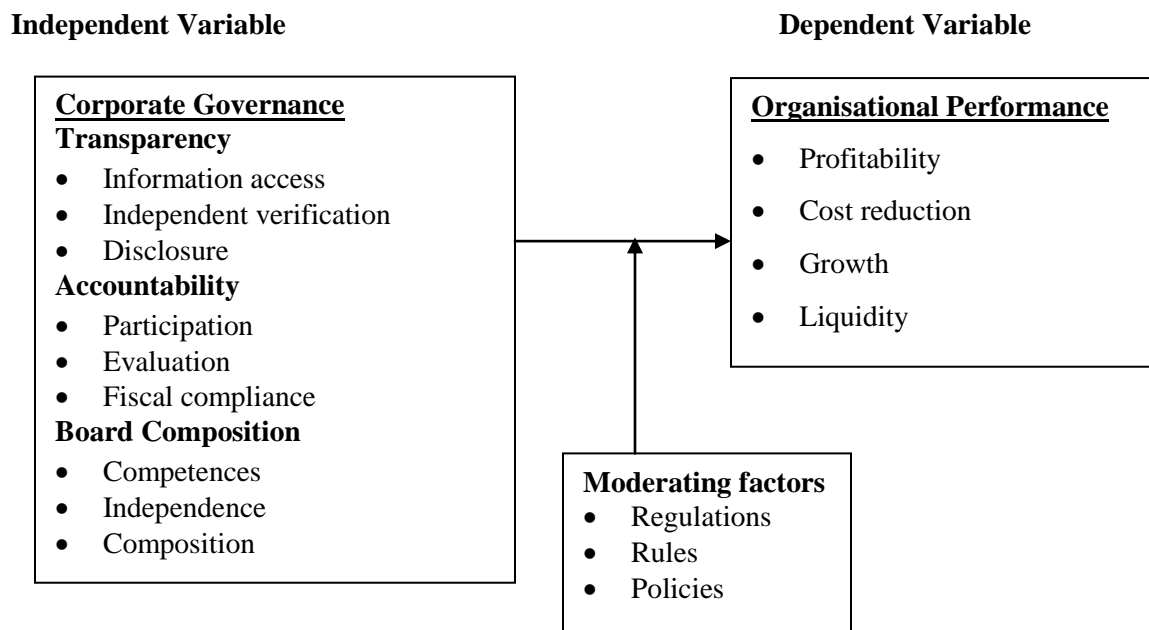 Independent Variable
Dependent Variable
Corporate Governance
Transparency
• Information access
• Independent verification
• Disclosure
Accountability
• Participation
• Evaluation
• Fiscal compliance
Board Composition
• Competences
• Independence
• Composition
Organisational Performance
• Profitability
• Cost reduction
• Growth
• Liquidity
Moderating factors
• Regulations
• Rules
• Policies